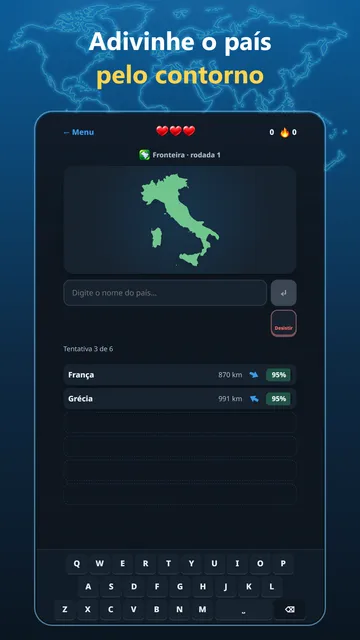 Adivinhe o país
pelo contorno
← Menu
0 🔥 0
Fronteira · rodada 1
Digite o nome do país...
↵
Desistir
Tentativa 3 de 6
França 870 km 95%
Grécia 991 km 95%
Q W E R T Y U I O P
A S D F G H J K L
Z X C V B N M ⌫